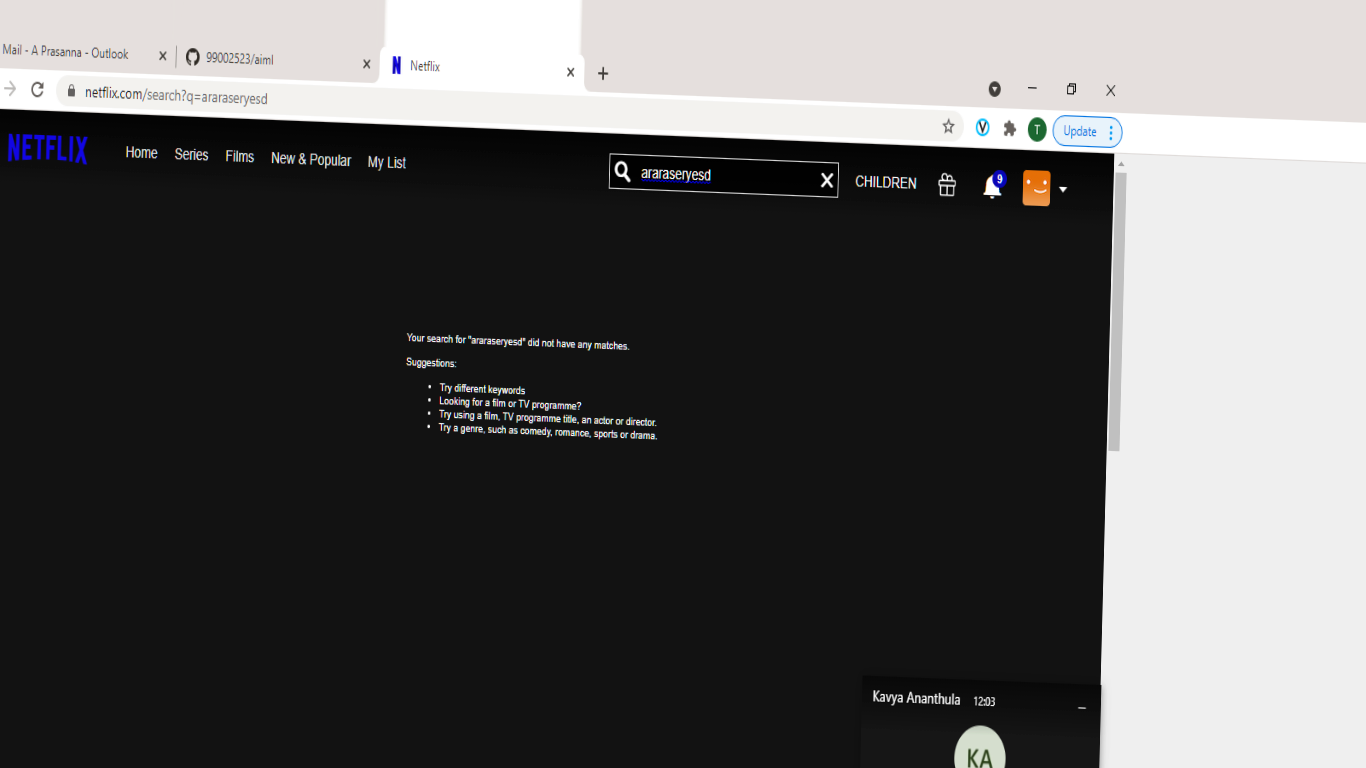 Mail - A Prasanna - Outlook
99002523/aiml
Netflix
netflix.com/search?q=araraseryesd
T
Update
NETFLIX
Home
Series
Films
New & Popular
My List
araraseryesd
CHILDREN
9
Your search for "araraseryesd" did not have any matches.
Suggestions:
• Try different keywords
• Looking for a film or TV programme?
• Try using a film, TV programme title, an actor or director.
• Try a genre, such as comedy, romance, sports or drama.
Kavya Ananthula 12:03
KA